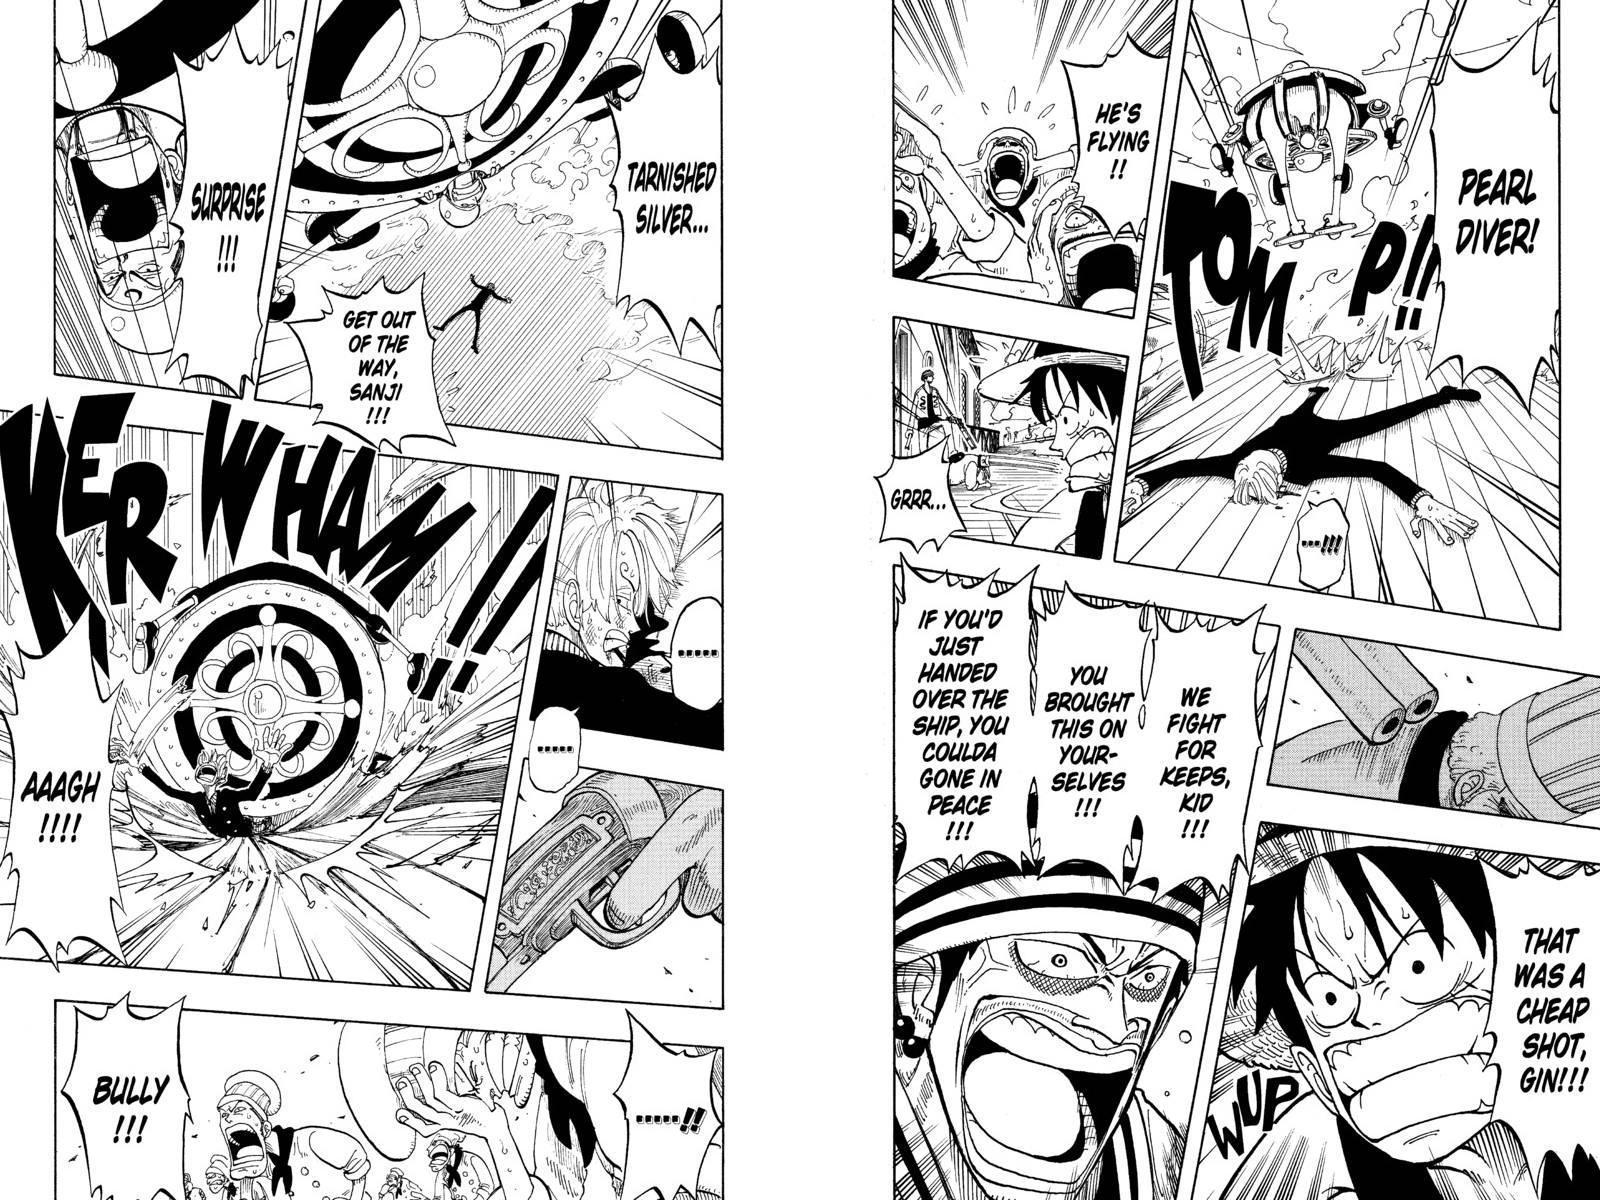 PEARL
DIVER!
TOMP!!
...!!!
HE'S
FLYING
!!
GRRR...
THAT
WAS A
CHEAP
SHOT,
GIN!!!
WUP
WE
FIGHT
FOR
KEEPS,
KID
!!!
YOU
BROUGHT
THIS ON
YOUR-
SELVES
!!!
IF YOU'D
JUST
HANDED
OVER THE
SHIP, YOU
COULDA
GONE IN
PEACE
!!!
TARNISHED
SILVER...
GET OUT
OF THE
WAY,
SANJI
!!!
SURPRISE
!!!
......
......
KER WHAM!!
AAAGH
!!!!
.....!!
BULLY
!!!